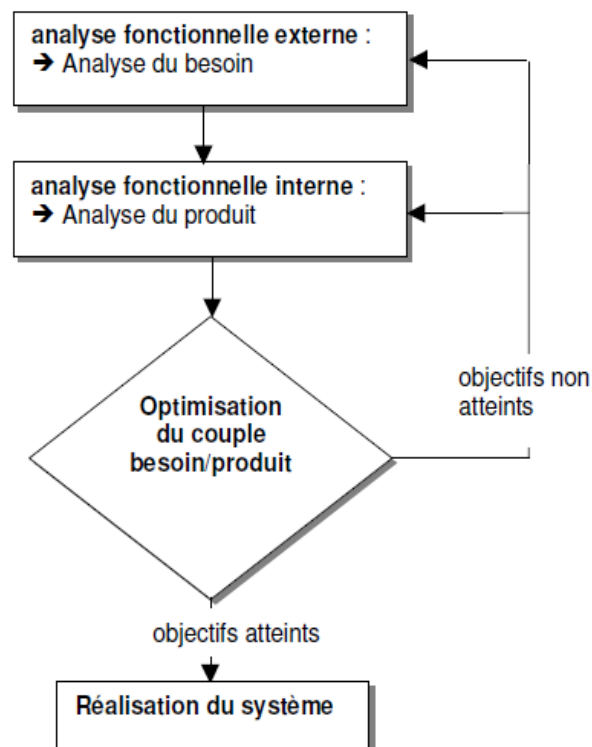 analyse fonctionnelle externe :
➔ Analyse du besoin
analyse fonctionnelle interne :
➔ Analyse du produit
Optimisation
du couple
besoin/produit
objectifs non
atteints
objectifs atteints
Réalisation du système